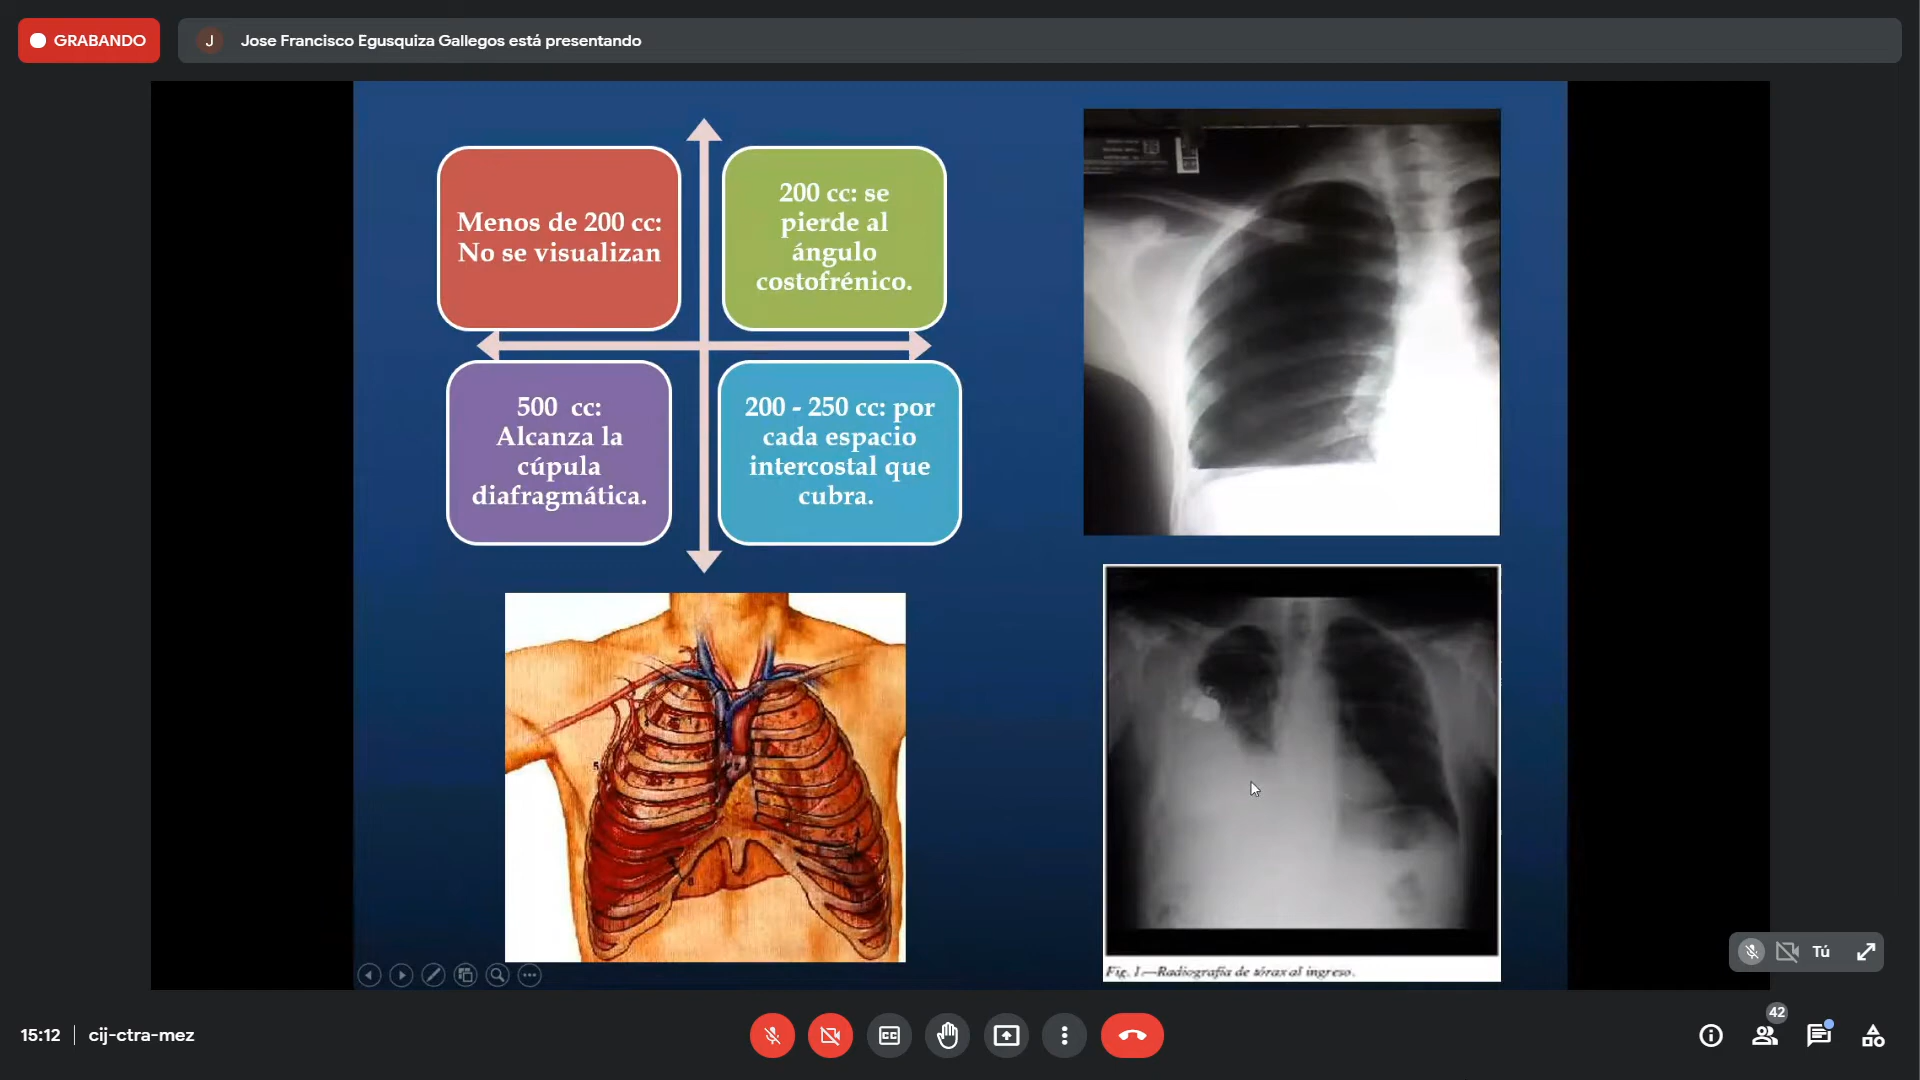 GRABANDO
J
Jose Francisco Egusquiza Gallegos está presentando
Menos de 200 cc:
No se visualizan
200 cc: se
pierde al
ángulo
costofrénico.
500 cc:
Alcanza la
cúpula
diafragmática.
200 - 250 cc: por
cada espacio
intercostal que
cubra.
5
Fig. 1.—Radiografía de tórax al ingreso.
Tú
15:12
cij-ctra-mez
CC
42